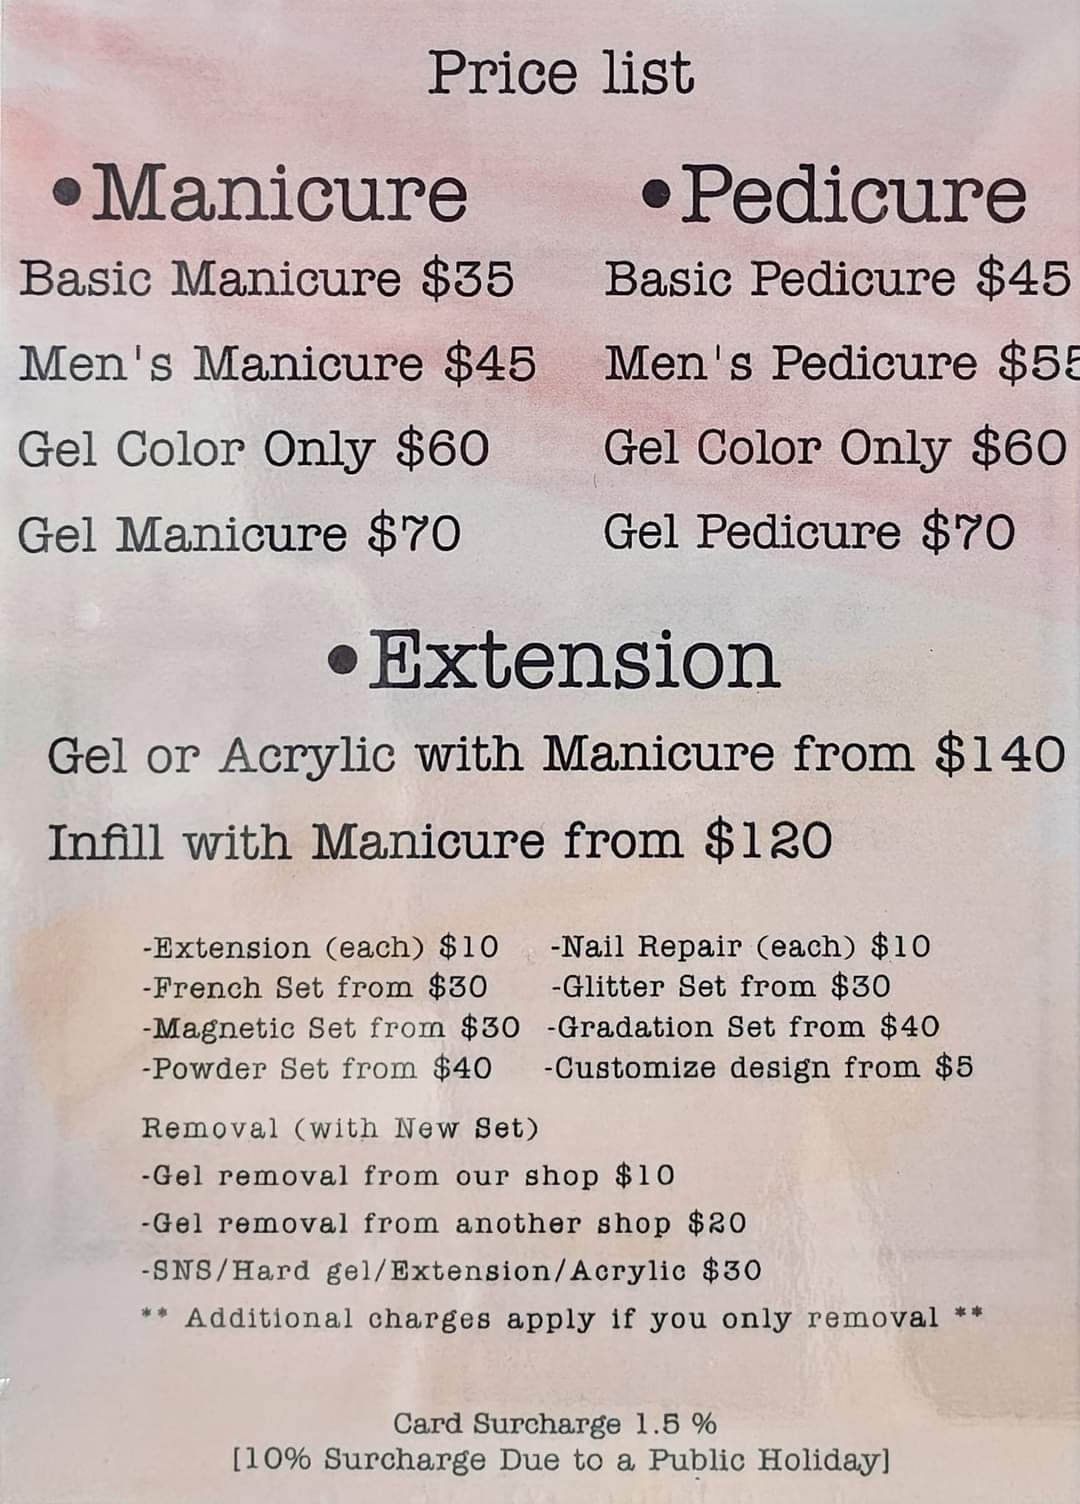 Price list
•Manicure
Basic Manicure $35
Men's Manicure $45
Gel Color Only $60
Gel Manicure $70
•Pedicure
Basic Pedicure $45
Men's Pedicure $55
Gel Color Only $60
Gel Pedicure $70
•Extension
Gel or Acrylic with Manicure from $140
Infill with Manicure from $120
-Extension (each) $10
-French Set from $30
-Magnetic Set from $30
-Powder Set from $40
-Nail Repair (each) $10
-Glitter Set from $30
-Gradation Set from $40
-Customize design from $5
Removal (with New Set)
-Gel removal from our shop $10
-Gel removal from another shop $20
-SNS/Hard gel/Extension/Acrylic $30
** Additional charges apply if you only removal **
Card Surcharge 1.5 %
[10% Surcharge Due to a Public Holiday]